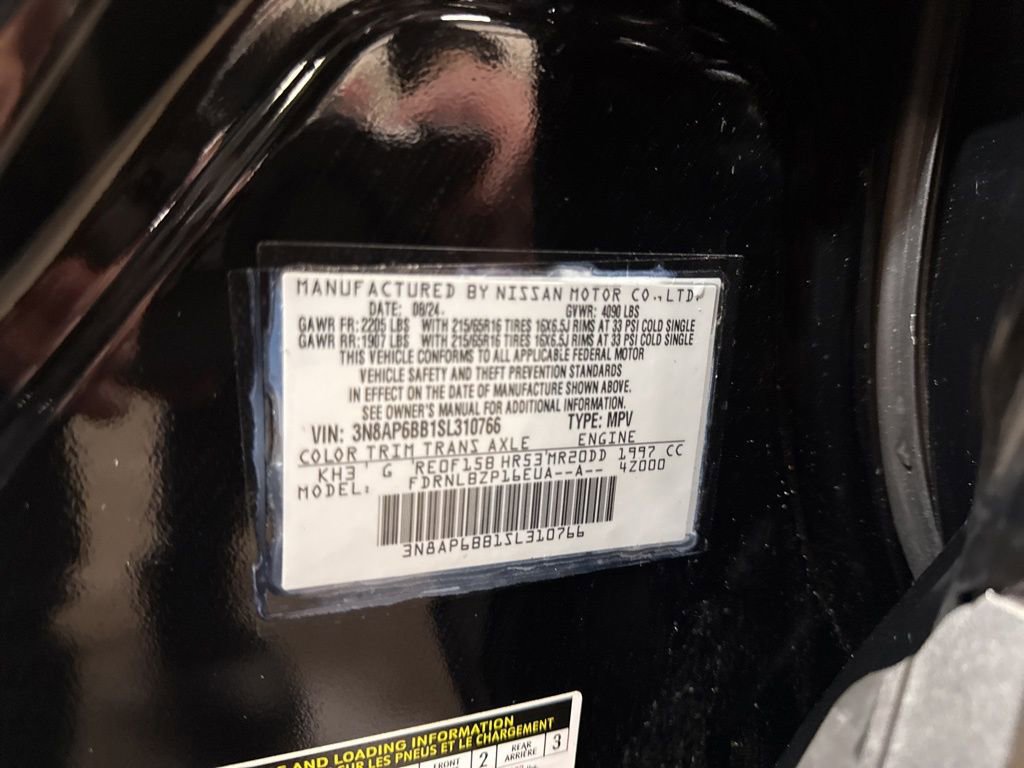 MANUFACTURED BY NISSAN MOTOR CO.,LTD.
DATE: 08/24. GVWR: 4090 LBS
GAWR FR: 2205 LBS WITH 215/65R16 TIRES 16X6.5J RIMS AT 33 PSI COLD SINGLE
GAWR RR: 1907 LBS WITH 215/65R16 TIRES 16X6.5J RIMS AT 33 PSI COLD SINGLE
THIS VEHICLE CONFORMS TO ALL APPLICABLE FEDERAL MOTOR
VEHICLE SAFETY AND THEFT PREVENTION STANDARDS
IN EFFECT ON THE DATE OF MANUFACTURE SHOWN ABOVE.
SEE OWNER'S MANUAL FOR ADDITIONAL INFORMATION.
VIN: 3N8AP6BB1SL310766 TYPE: MPV
COLOR TRIM TRANS AXLE ENGINE
KH3 G RE0F15B HR53 MR20DD 1997 CC
MODEL: FDRNLBZP16EUA--A-- 4Z000
3N8AP6BB1SL310766
AND LOADING INFORMATION
SUR LES PNEUS ET LE CHARGEMENT
FRONT 2 REAR 3
ARRIÈRE